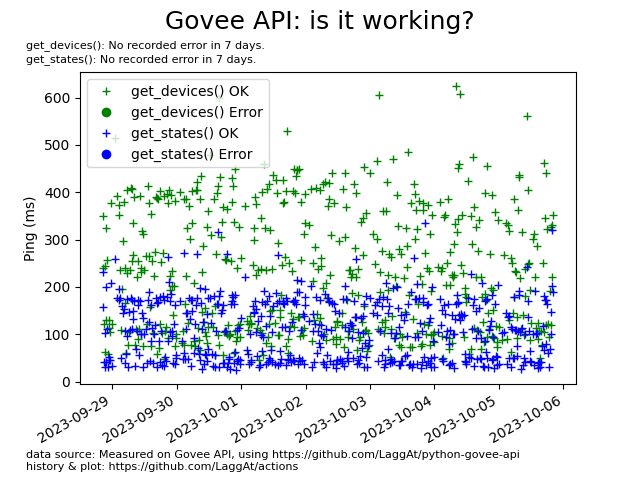 Govee API: is it working?
get_devices(): No recorded error in 7 days.
get_states(): No recorded error in 7 days.
get_devices() OK
get_devices() Error
get_states() OK
get_states() Error
Ping (ms)
600
500
400
300
200
100
0
2023-09-29
2023-09-30
2023-10-01
2023-10-02
2023-10-03
2023-10-04
2023-10-05
2023-10-06
data source: Measured on Govee API, using https://github.com/LaggAt/python-govee-api
history & plot: https://github.com/LaggAt/actions